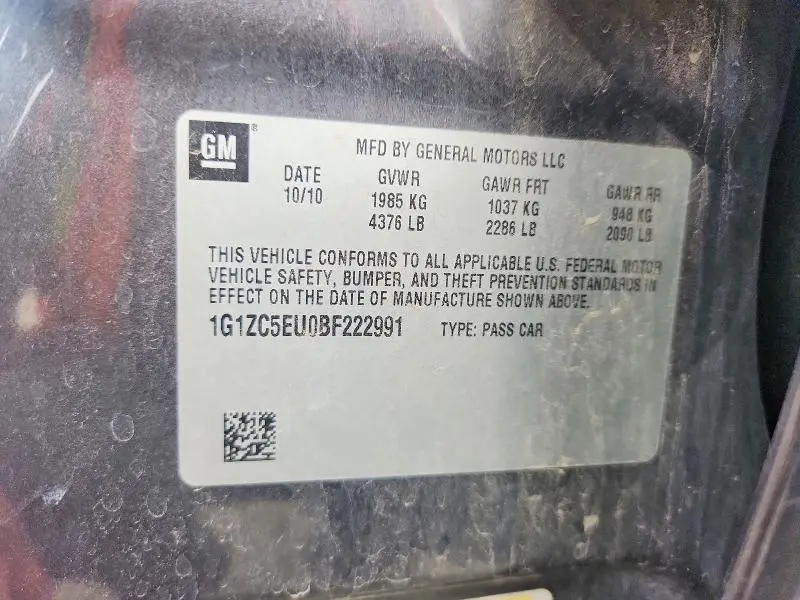 GM ®
MFD BY GENERAL MOTORS LLC
DATE GVWR GAWR FRT GAWR RR
10/10 1985 KG 1037 KG 948 KG
4376 LB 2286 LB 2090 LB
THIS VEHICLE CONFORMS TO ALL APPLICABLE U.S. FEDERAL MOTOR
VEHICLE SAFETY, BUMPER, AND THEFT PREVENTION STANDARDS IN
EFFECT ON THE DATE OF MANUFACTURE SHOWN ABOVE.
1G1ZC5EU0BF222991 TYPE: PASS CAR